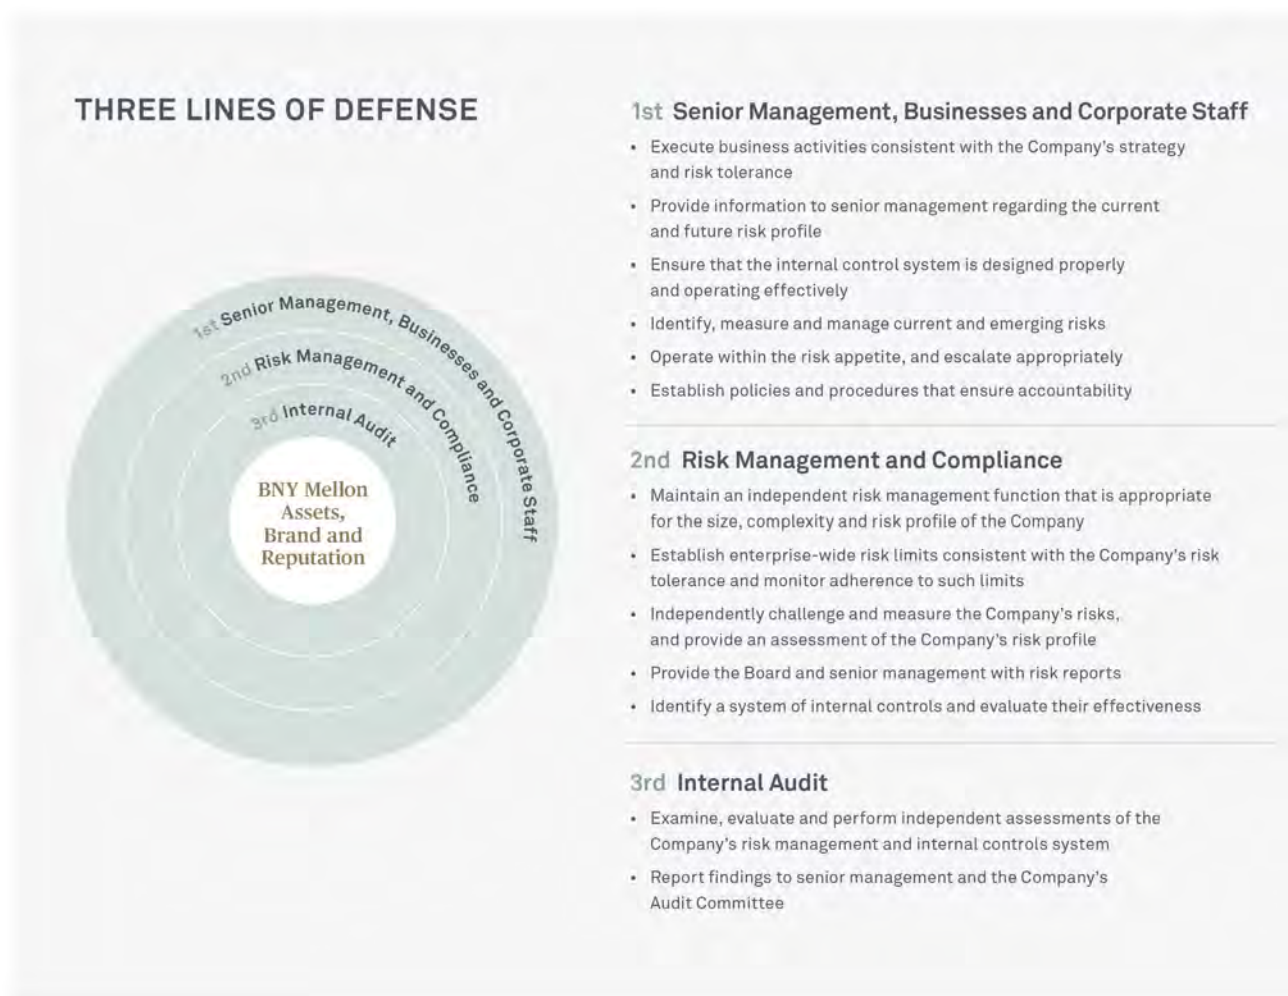 THREE LINES OF DEFENSE
1st Senior Management, Businesses and Corporate Staff
2nd Risk Management and Compliance
3rd Internal Audit
BNY Mellon
Assets,
Brand and
Reputation
1st Senior Management, Businesses and Corporate Staff
• Execute business activities consistent with the Company's strategy
and risk tolerance
• Provide information to senior management regarding the current
and future risk profile
• Ensure that the internal control system is designed properly
and operating effectively
• Identify, measure and manage current and emerging risks
• Operate within the risk appetite, and escalate appropriately
• Establish policies and procedures that ensure accountability
2nd Risk Management and Compliance
• Maintain an independent risk management function that is appropriate
for the size, complexity and risk profile of the Company
• Establish enterprise-wide risk limits consistent with the Company's risk
tolerance and monitor adherence to such limits
• Independently challenge and measure the Company's risks,
and provide an assessment of the Company's risk profile
• Provide the Board and senior management with risk reports
• Identify a system of internal controls and evaluate their effectiveness
3rd Internal Audit
• Examine, evaluate and perform independent assessments of the
Company's risk management and internal controls system
• Report findings to senior management and the Company's
Audit Committee